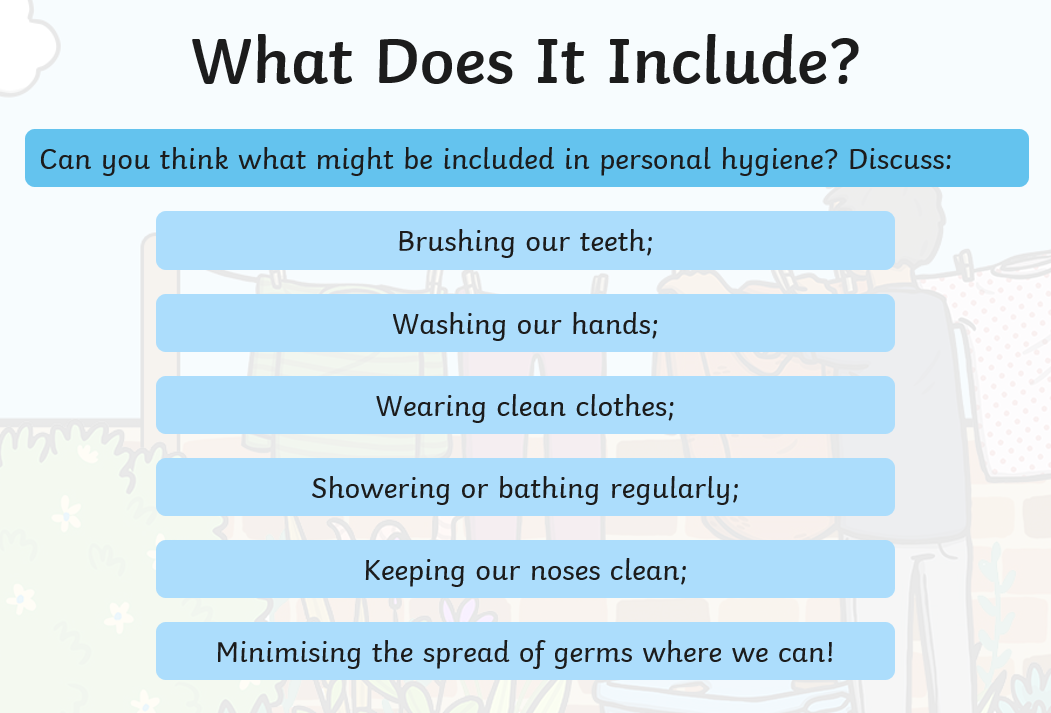 What Does It Include?
Can you think what might be included in personal hygiene? Discuss:
Brushing our teeth;
Washing our hands;
Wearing clean clothes;
Showering or bathing regularly;
Keeping our noses clean;
Minimising the spread of germs where we can!